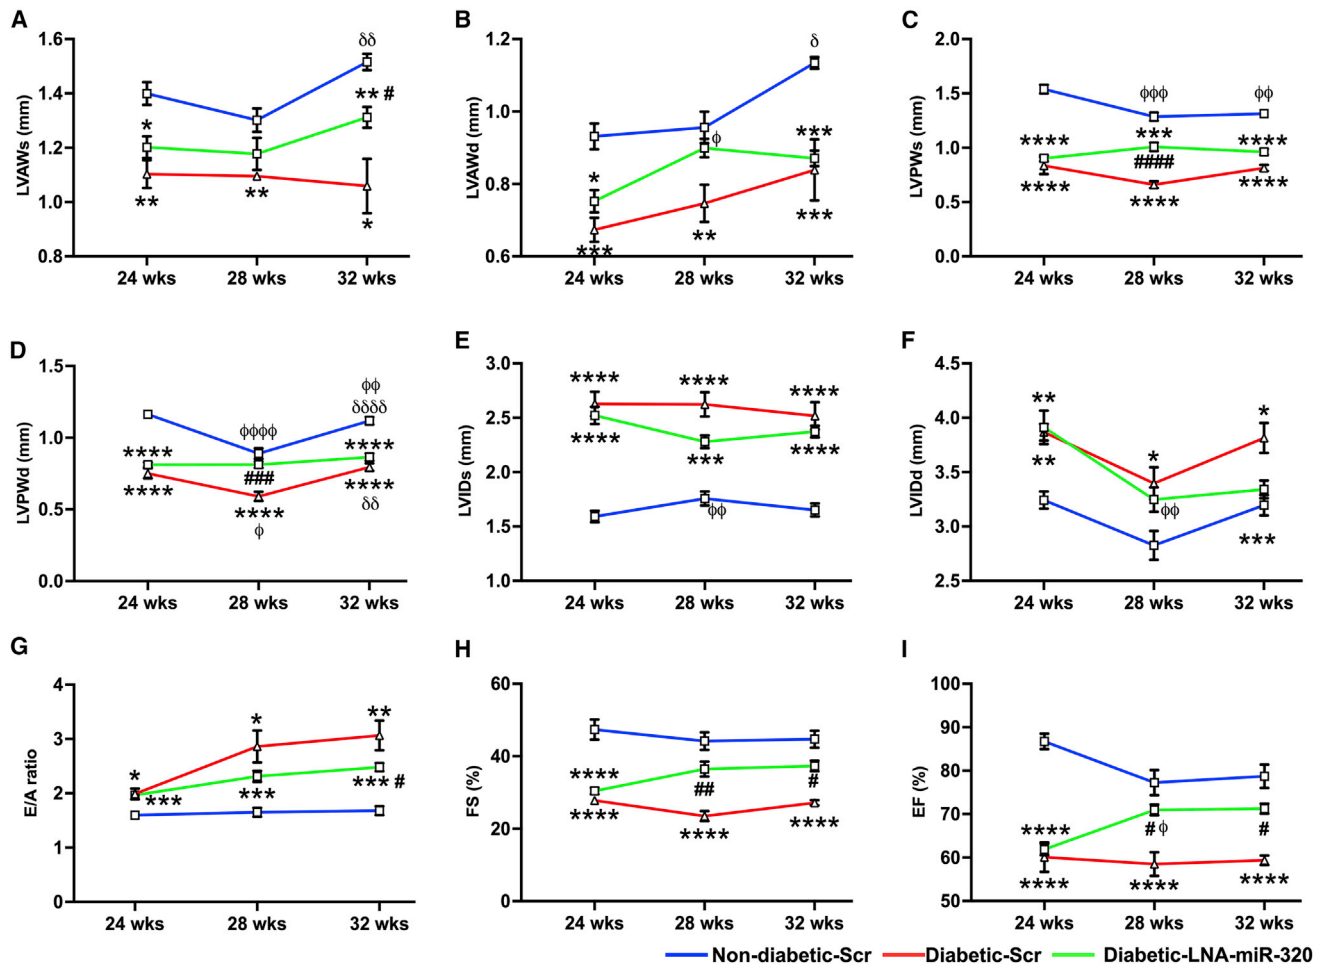 A
LVAWs (mm)
1.6
1.4
1.2
1.0
0.8
δδ
** #
*
**
**
*
24 wks 28 wks 32 wks
B
LVAWd (mm)
1.2
1.0
0.8
0.6
δ
***
ϕ
*
***
**
***
24 wks 28 wks 32 wks
C
LVPWs (mm)
2.0
1.5
1.0
0.5
0.0
ϕϕϕ ϕϕ
**** *** ****
####
**** **** ****
24 wks 28 wks 32 wks
D
LVPWd (mm)
1.5
1.0
0.5
0.0
ϕϕ
δδδδ
ϕϕϕϕ
**** ****
###
**** **** ****
δδ
ϕ
24 wks 28 wks 32 wks
E
LVIDs (mm)
3.0
2.5
2.0
1.5
1.0
**** **** ****
**** *** ****
ϕϕ
24 wks 28 wks 32 wks
F
LVIDd (mm)
4.5
4.0
3.5
3.0
2.5
** *
** *
ϕϕ
***
24 wks 28 wks 32 wks
G
E/A ratio
4
3
2
1
0
* * **
*** *** *** #
24 wks 28 wks 32 wks
H
FS (%)
60
40
20
0
****
## #
**** **** ****
24 wks 28 wks 32 wks
I
EF (%)
100
90
80
70
60
50
****
# ϕ #
**** **** ****
24 wks 28 wks 32 wks
Non-diabetic-Scr Diabetic-Scr Diabetic-LNA-miR-320